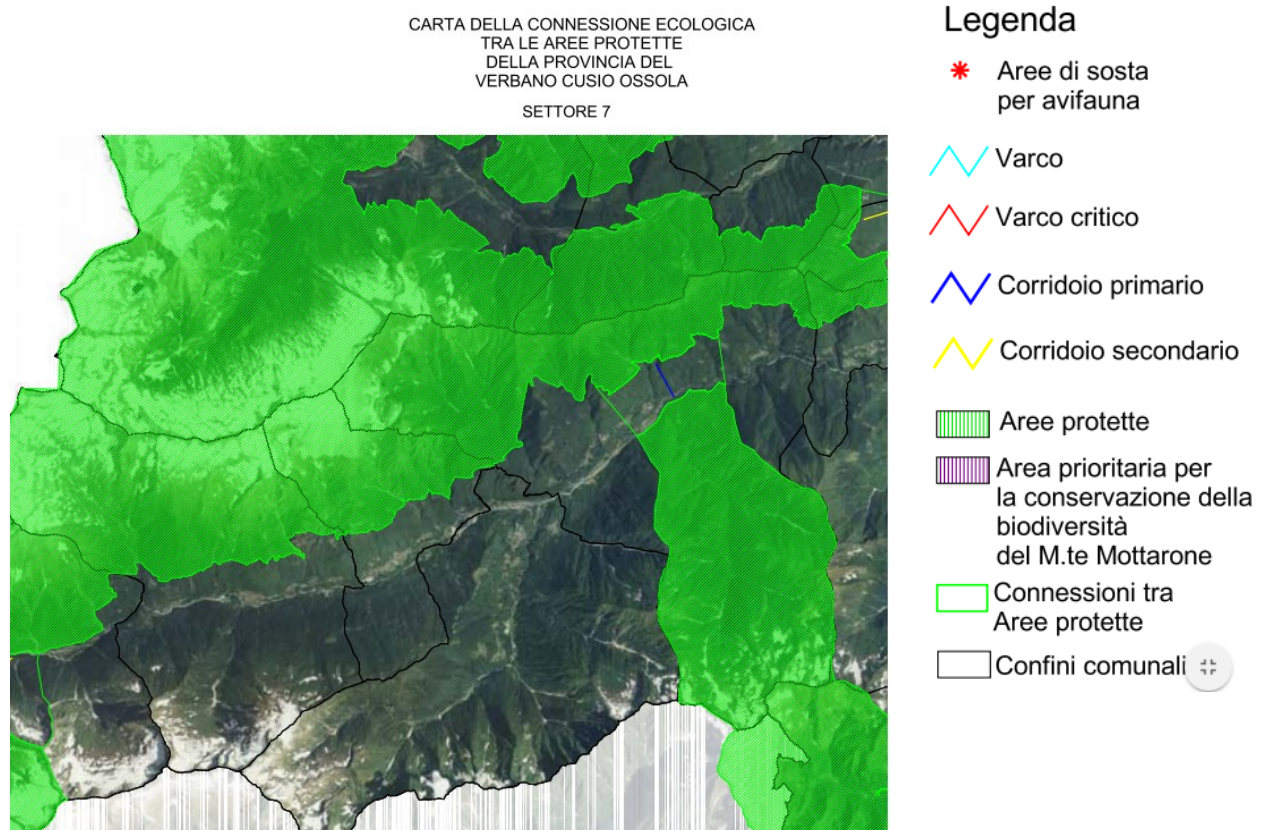 CARTA DELLA CONNESSIONE ECOLOGICA
TRA LE AREE PROTETTE
DELLA PROVINCIA DEL
VERBANO CUSIO OSSOLA
SETTORE 7
Legenda
Aree di sosta
per avifauna
Varco
Varco critico
Corridoio primario
Corridoio secondario
Aree protette
Area prioritaria per
la conservazione della
biodiversità
del M.te Mottarone
Connessioni tra
Aree protette
Confini comunali